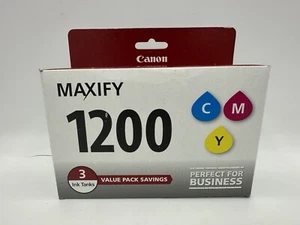 Canon
MAXIFY
1200
C
M
Y
3
Ink Tanks
VALUE PACK SAVINGS
PERFECT FOR
BUSINESS